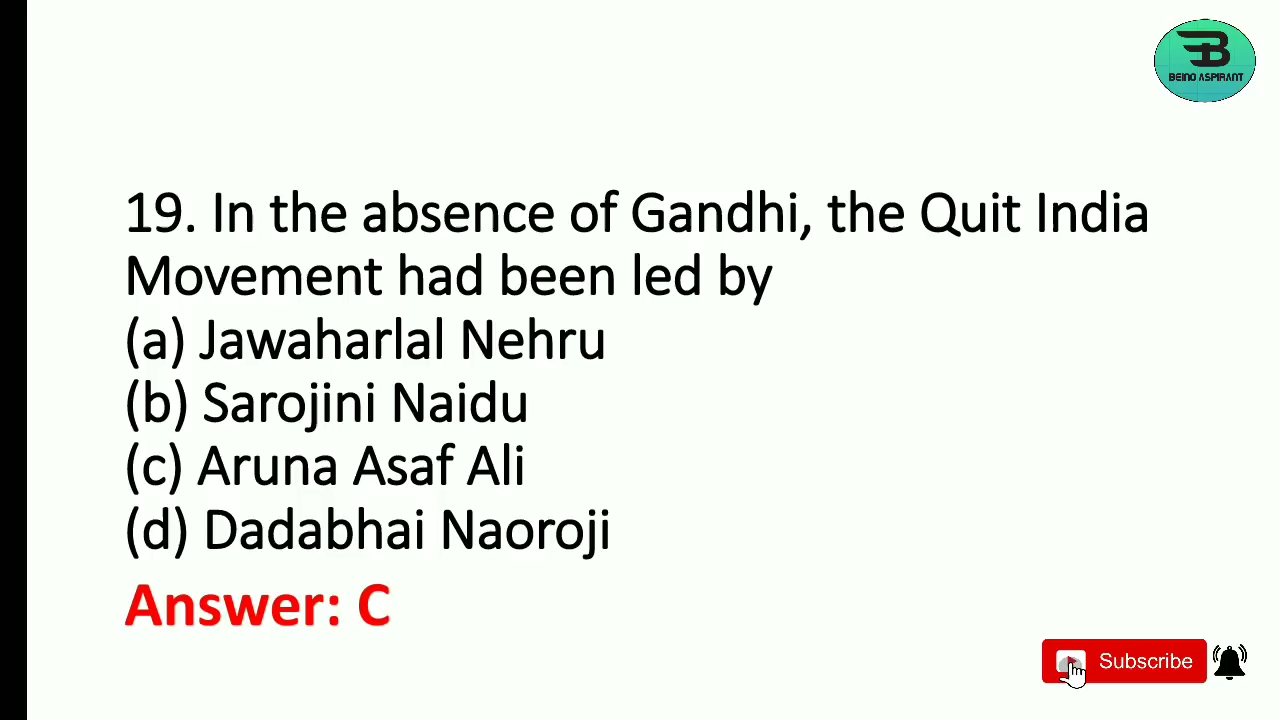 BEINO ASPIRANT
19. In the absence of Gandhi, the Quit India
Movement had been led by
(a) Jawaharlal Nehru
(b) Sarojini Naidu
(c) Aruna Asaf Ali
(d) Dadabhai Naoroji
Answer: C
Subscribe